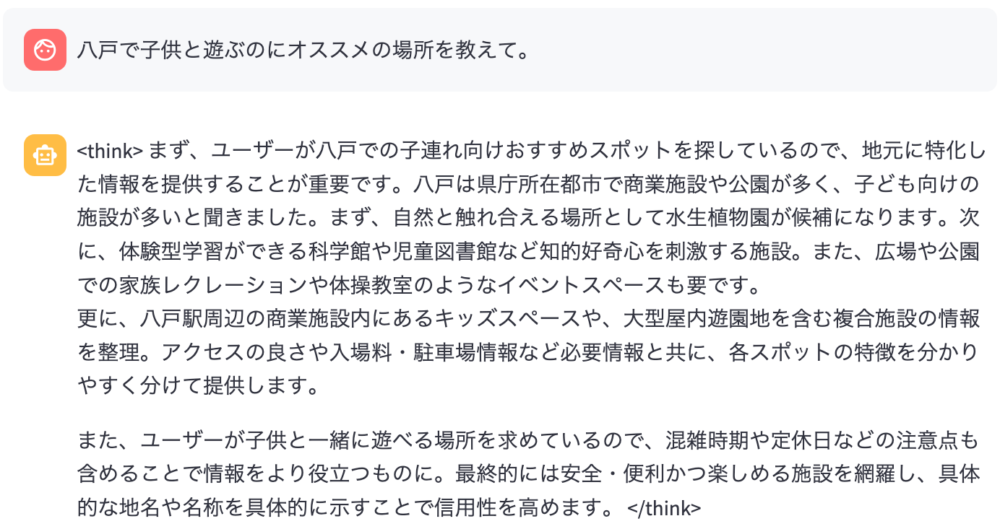 八戸で子供と遊ぶのにオススメの場所を教えて。
<think> まず、ユーザーが八戸での子連れ向けおすすめスポットを探しているので、地元に特化し
た情報を提供することが重要です。八戸は県庁所在都市で商業施設や公園が多く、子ども向けの
施設が多いと聞きました。まず、自然と触れ合える場所として水生植物園が候補になります。次
に、体験型学習ができる科学館や児童図書館など知的好奇心を刺激する施設。また、広場や公園
での家族レクレーションや体操教室のようなイベントスペースも要です。
更に、八戸駅周辺の商業施設内にあるキッズスペースや、大型屋内遊園地を含む複合施設の情報
を整理。アクセスの良さや入場料・駐車場情報など必要情報と共に、各スポットの特徴を分かり
やすく分けて提供します。
また、ユーザーが子供と一緒に遊べる場所を求めているので、混雑時期や定休日などの注意点も
含めることで情報をより役立つものに。最終的には安全・便利かつ楽しめる施設を網羅し、具体
的な地名や名称を具体的に示すことで信用性を高めます。 </think>